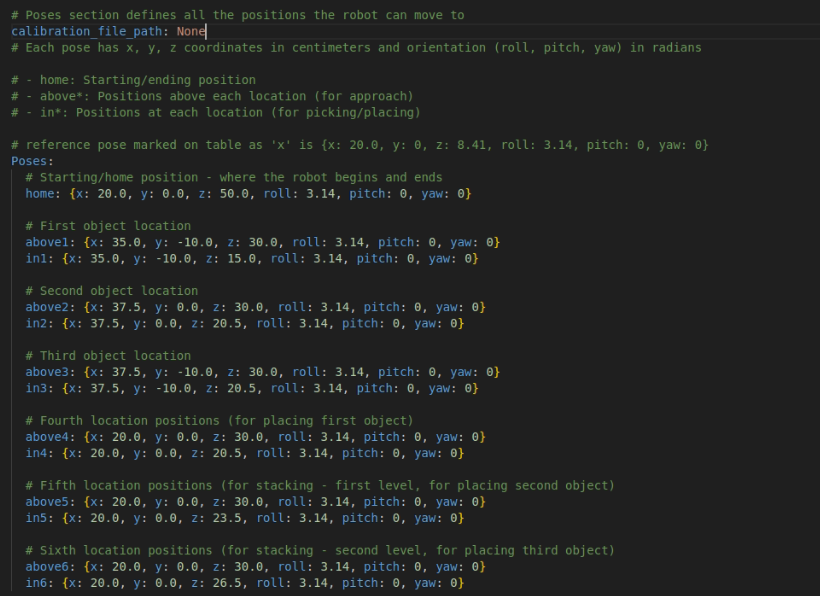 # Poses section defines all the positions the robot can move to
calibration_file_path: None
# Each pose has x, y, z coordinates in centimeters and orientation (roll, pitch, yaw) in radians
# - home: Starting/ending position
# - above*: Positions above each location (for approach)
# - in*: Positions at each location (for picking/placing)
# reference pose marked on table as 'x' is {x: 20.0, y: 0, z: 8.41, roll: 3.14, pitch: 0, yaw: 0}
Poses:
# Starting/home position - where the robot begins and ends
home: {x: 20.0, y: 0.0, z: 50.0, roll: 3.14, pitch: 0, yaw: 0}
# First object location
above1: {x: 35.0, y: -10.0, z: 30.0, roll: 3.14, pitch: 0, yaw: 0}
in1: {x: 35.0, y: -10.0, z: 15.0, roll: 3.14, pitch: 0, yaw: 0}
# Second object location
above2: {x: 37.5, y: 0.0, z: 30.0, roll: 3.14, pitch: 0, yaw: 0}
in2: {x: 37.5, y: 0.0, z: 20.5, roll: 3.14, pitch: 0, yaw: 0}
# Third object location
above3: {x: 37.5, y: -10.0, z: 30.0, roll: 3.14, pitch: 0, yaw: 0}
in3: {x: 37.5, y: -10.0, z: 20.5, roll: 3.14, pitch: 0, yaw: 0}
# Fourth location positions (for placing first object)
above4: {x: 20.0, y: 0.0, z: 30.0, roll: 3.14, pitch: 0, yaw: 0}
in4: {x: 20.0, y: 0.0, z: 20.5, roll: 3.14, pitch: 0, yaw: 0}
# Fifth location positions (for stacking - first level, for placing second object)
above5: {x: 20.0, y: 0.0, z: 30.0, roll: 3.14, pitch: 0, yaw: 0}
in5: {x: 20.0, y: 0.0, z: 23.5, roll: 3.14, pitch: 0, yaw: 0}
# Sixth location positions (for stacking - second level, for placing third object)
above6: {x: 20.0, y: 0.0, z: 30.0, roll: 3.14, pitch: 0, yaw: 0}
in6: {x: 20.0, y: 0.0, z: 26.5, roll: 3.14, pitch: 0, yaw: 0}